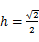 h = √2/2